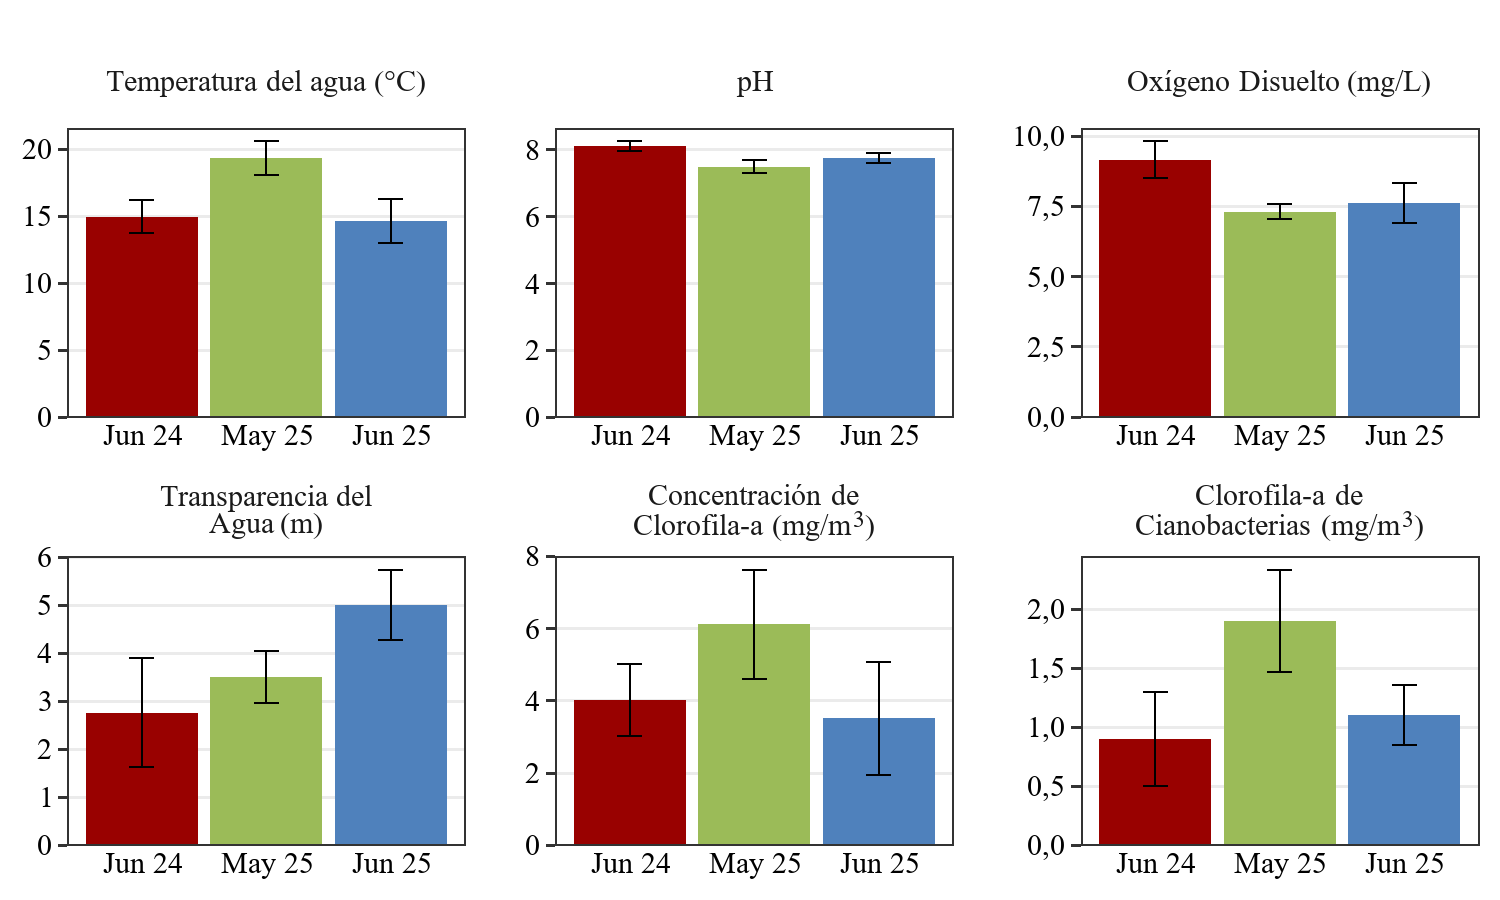 Temperatura del agua (°C)
20
15
10
5
0
Jun 24 May 25 Jun 25
pH
8
6
4
2
0
Jun 24 May 25 Jun 25
Oxígeno Disuelto (mg/L)
10,0
7,5
5,0
2,5
0,0
Jun 24 May 25 Jun 25
Transparencia del
Agua (m)
6
5
4
3
2
1
0
Jun 24 May 25 Jun 25
Concentración de
Clorofila-a (mg/m³)
8
6
4
2
0
Jun 24 May 25 Jun 25
Clorofila-a de
Cianobacterias (mg/m³)
2,0
1,5
1,0
0,5
0,0
Jun 24 May 25 Jun 25